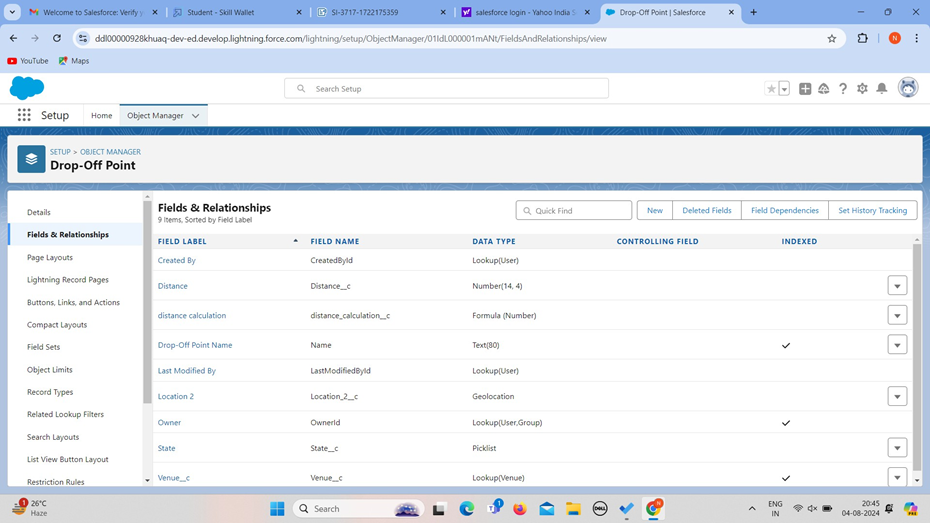 Welcome to Salesforce: Verify y
Student - Skill Wallet
SI-3717-1722175359
salesforce login - Yahoo India S
Drop-Off Point | Salesforce
ddl00000928khuaq-dev-ed.develop.lightning.force.com/lightning/setup/ObjectManager/01IdL000001mANt/FieldsAndRelationships/view
N
YouTube
Maps
Search Setup
Setup
Home
Object Manager
SETUP > OBJECT MANAGER
Drop-Off Point
Details
Fields & Relationships
Page Layouts
Lightning Record Pages
Buttons, Links, and Actions
Compact Layouts
Field Sets
Object Limits
Record Types
Related Lookup Filters
Search Layouts
List View Button Layout
Restriction Rules
Fields & Relationships
9 Items, Sorted by Field Label
Quick Find
New
Deleted Fields
Field Dependencies
Set History Tracking
FIELD LABEL FIELD NAME DATA TYPE CONTROLLING FIELD INDEXED
Created By CreatedById Lookup(User)
Distance Distance__c Number(14, 4)
distance calculation distance_calculation__c Formula (Number)
Drop-Off Point Name Name Text(80)
Last Modified By LastModifiedById Lookup(User)
Location 2 Location_2__c Geolocation
Owner OwnerId Lookup(User,Group)
State State__c Picklist
Venue__c Venue__c Lookup(Venue)
1
26°C
Haze
Search
1
DELL
N
ENG
IN
20:45
04-08-2024